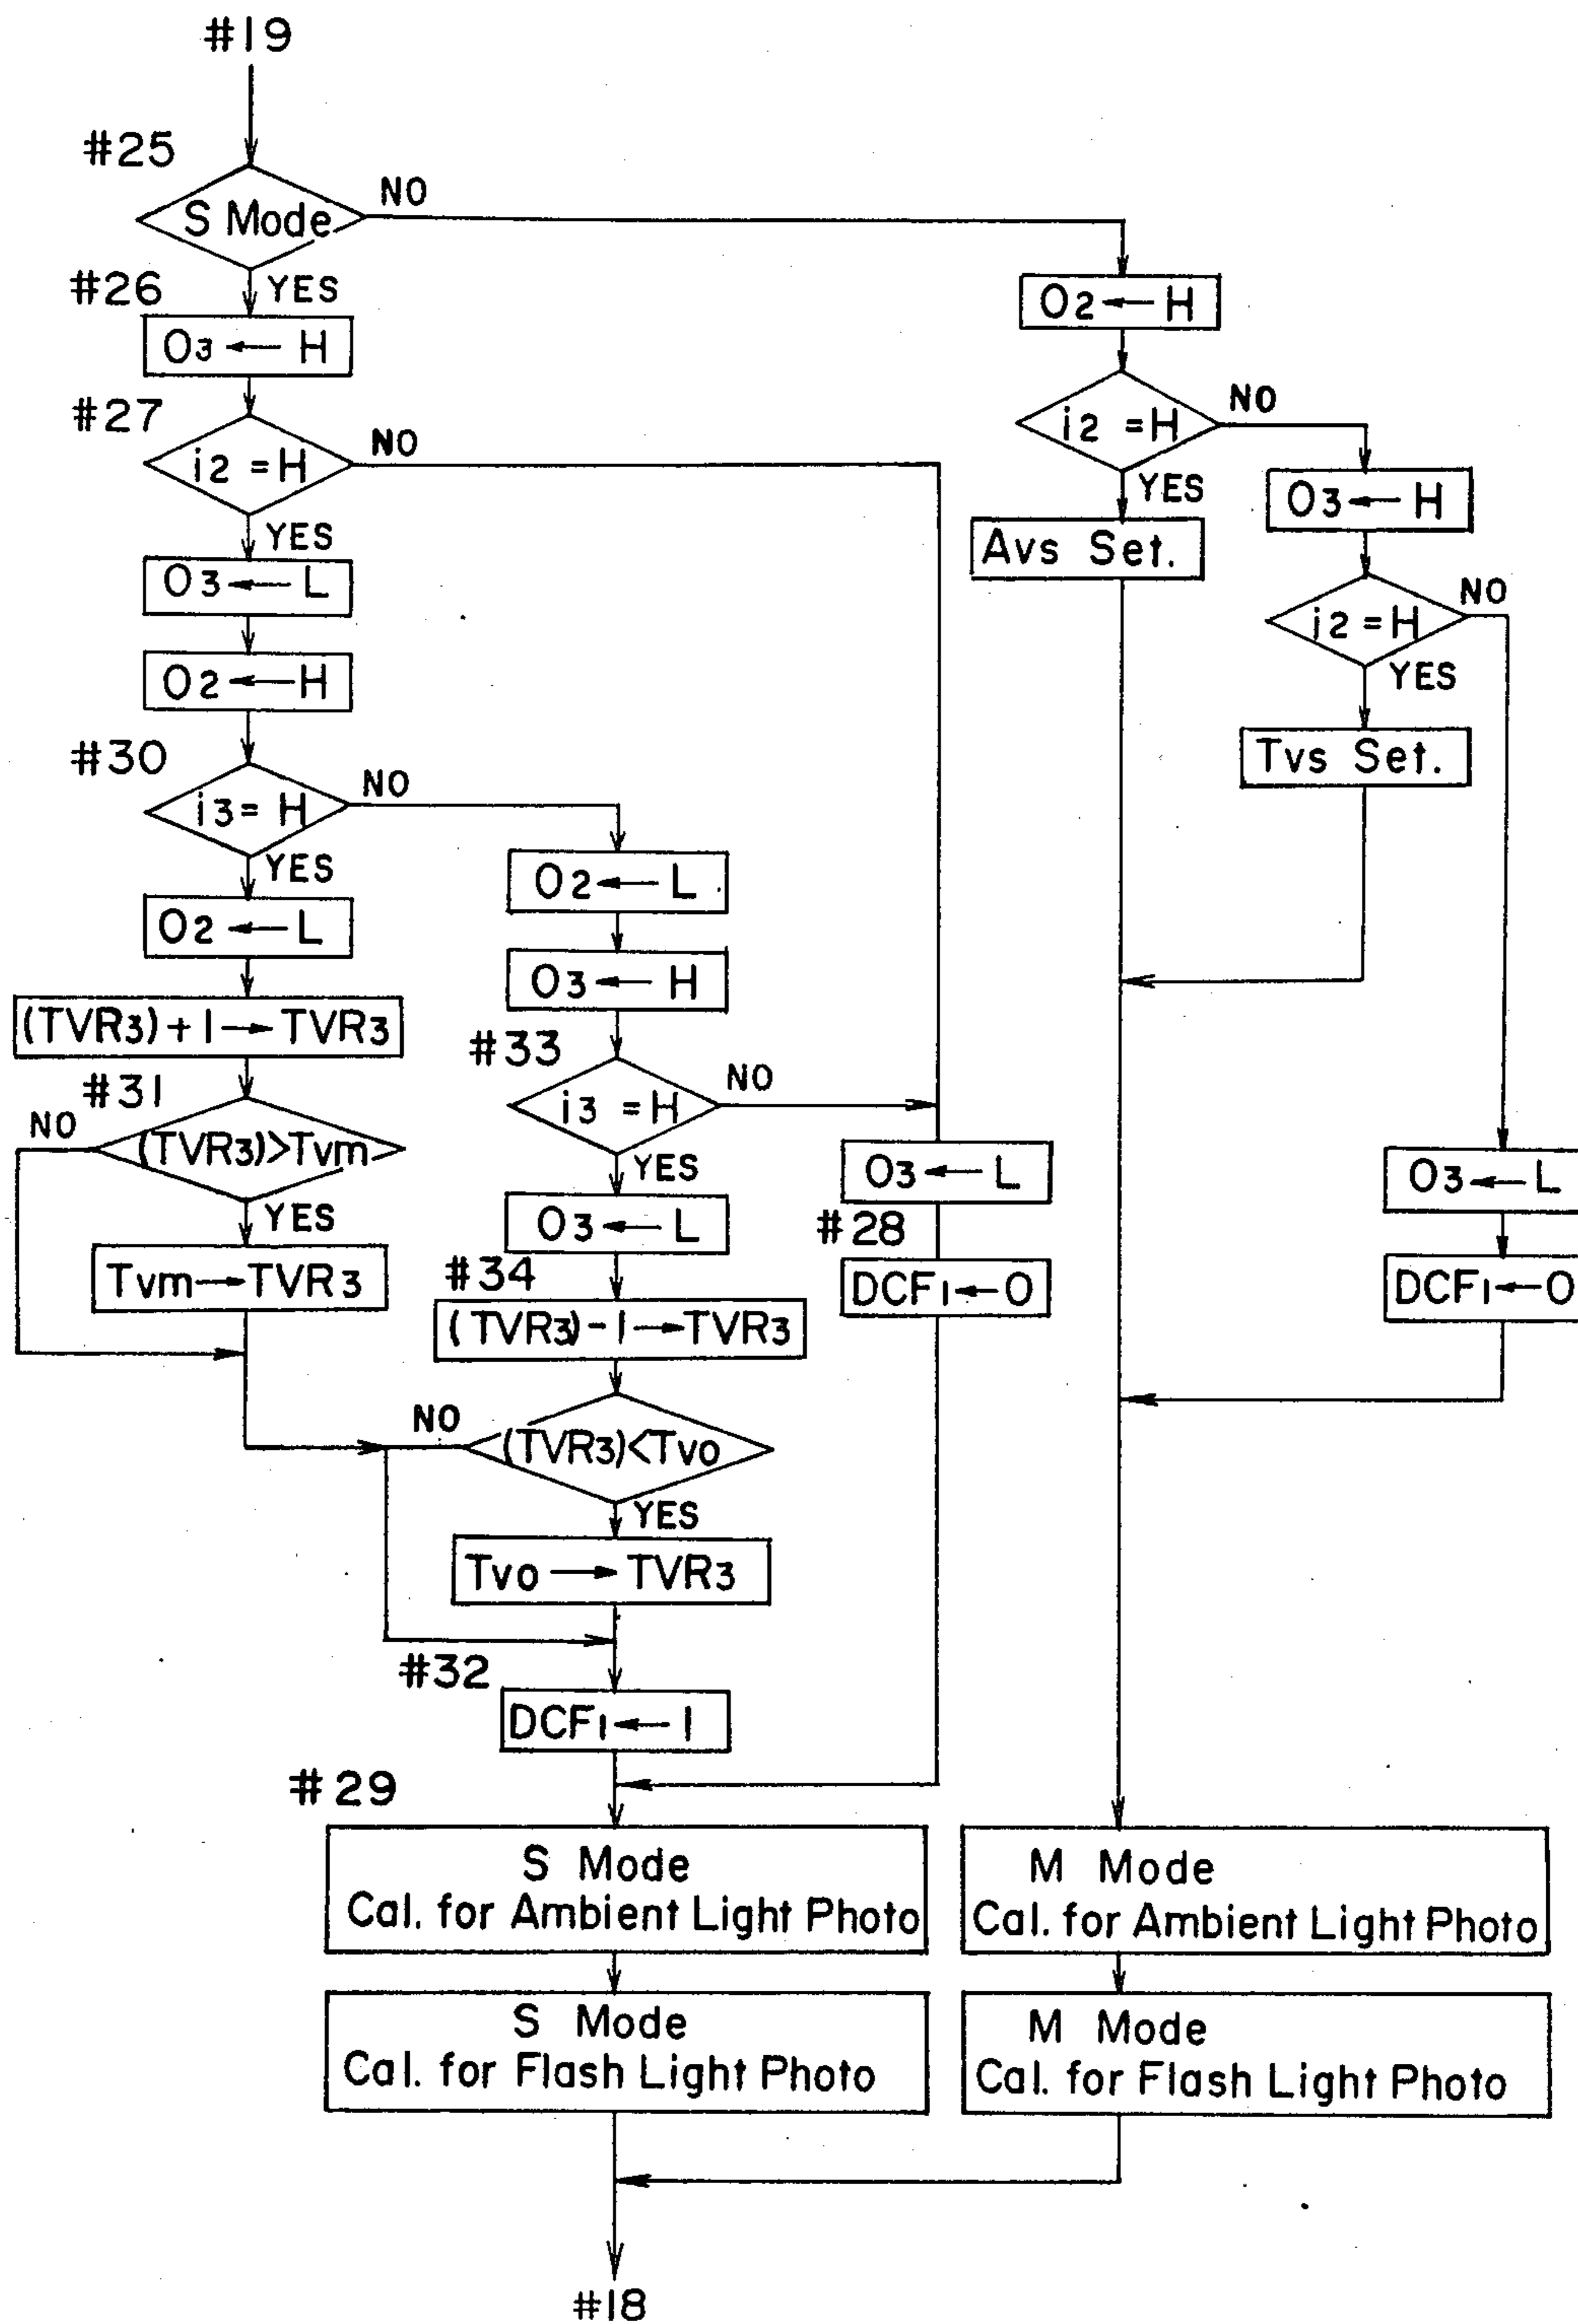 #19
#25
S Mode
NO
YES
#26
O3 ← H
#27
i2 = H
NO
YES
O3 ← L
O2 ← H
#30
i3 = H
NO
YES
O2 ← L
(TVR3)+1 → TVR3
#31
NO
(TVR3)>Tvm
YES
Tvm → TVR3
O2 ← L
O3 ← H
#33
i3 = H
NO
YES
O3 ← L
#34
(TVR3)-1 → TVR3
NO
(TVR3)<Tvo
YES
Tvo → TVR3
#32
DCF1 ← 1
O3 ← L
#28
DCF1 ← 0
#29
S Mode
Cal. for Ambient Light Photo
S Mode
Cal. for Flash Light Photo
O2 ← H
i2 = H
NO
YES
Avs Set.
O3 ← H
i2 = H
NO
YES
Tvs Set.
O3 ← L
DCF1 ← 0
M Mode
Cal. for Ambient Light Photo
M Mode
Cal. for Flash Light Photo
#18